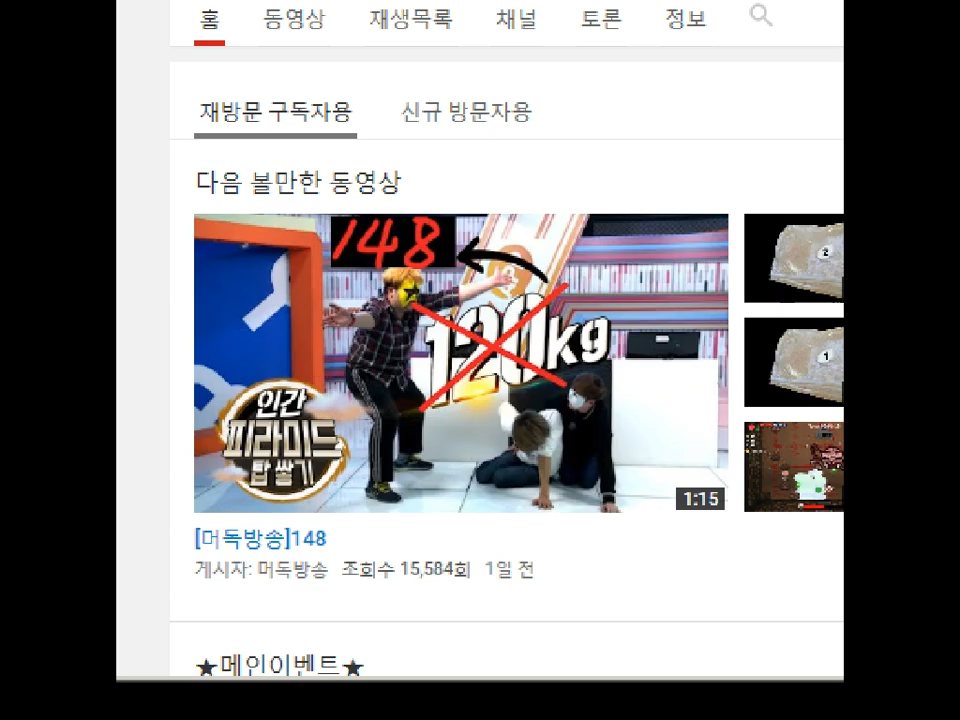 홈 동영상 재생목록 채널 토론 정보
재방문 구독자용 신규 방문자용
다음 볼만한 동영상
148
120kg
인간
피라미드
탑 쌓기
2
1
1:15
[머독방송]148
게시자: 머독방송 조회수 15,584회 1일 전
★메인이벤트★